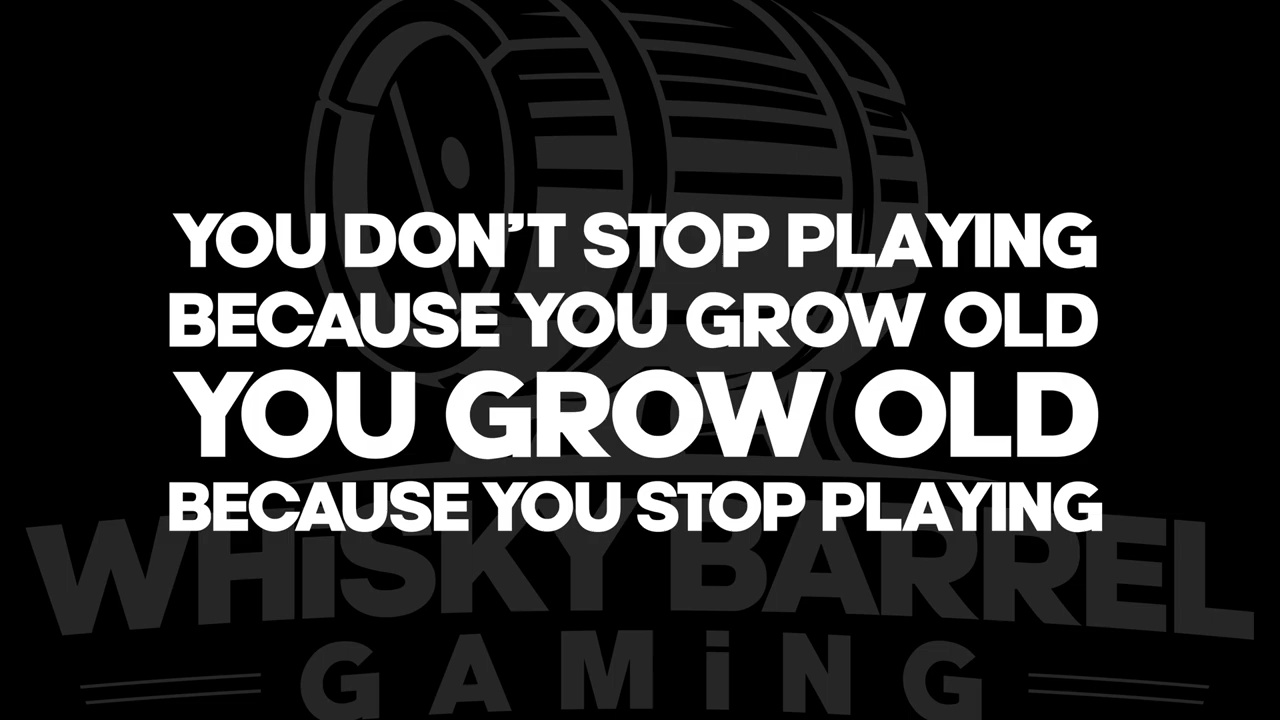 YOU DON'T STOP PLAYING
BECAUSE YOU GROW OLD
YOU GROW OLD
BECAUSE YOU STOP PLAYING
WHiSKY BARREL
GAMiNG